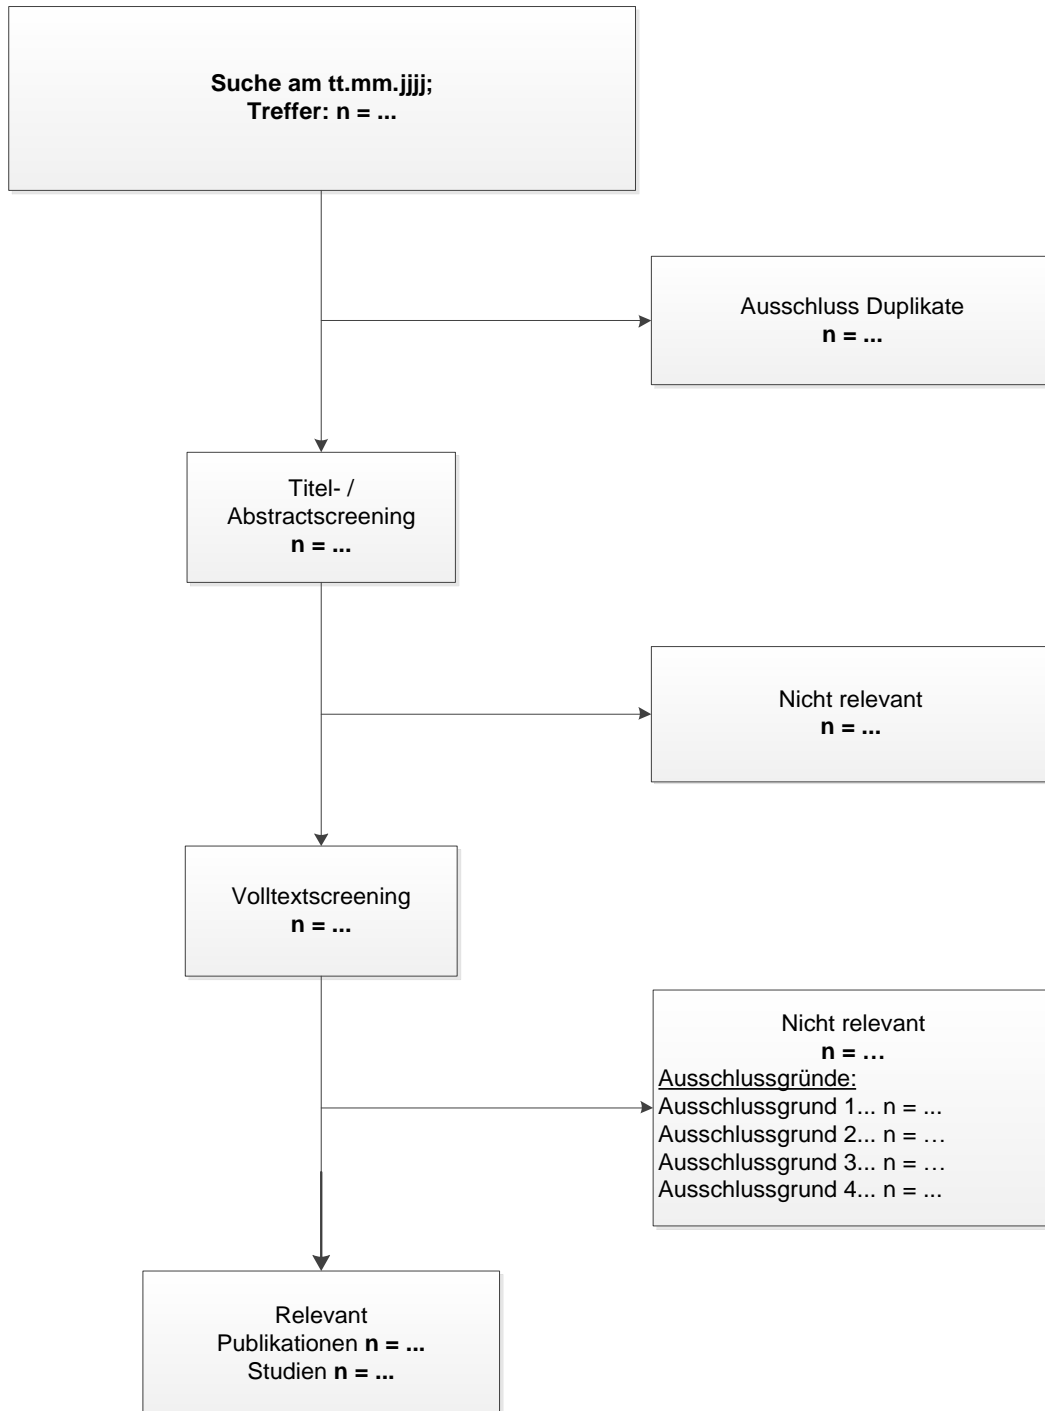 Suche am tt.mm.jjjj;
Treffer: n = ...
Ausschluss Duplikate
n = ...
Titel- /
Abstractscreening
n = ...
Nicht relevant
n = ...
Volltextscreening
n = ...
Nicht relevant
n = …
Ausschlussgründe:
Ausschlussgrund 1... n = ...
Ausschlussgrund 2... n = …
Ausschlussgrund 3... n = …
Ausschlussgrund 4... n = ...
Relevant
Publikationen n = ...
Studien n = ...